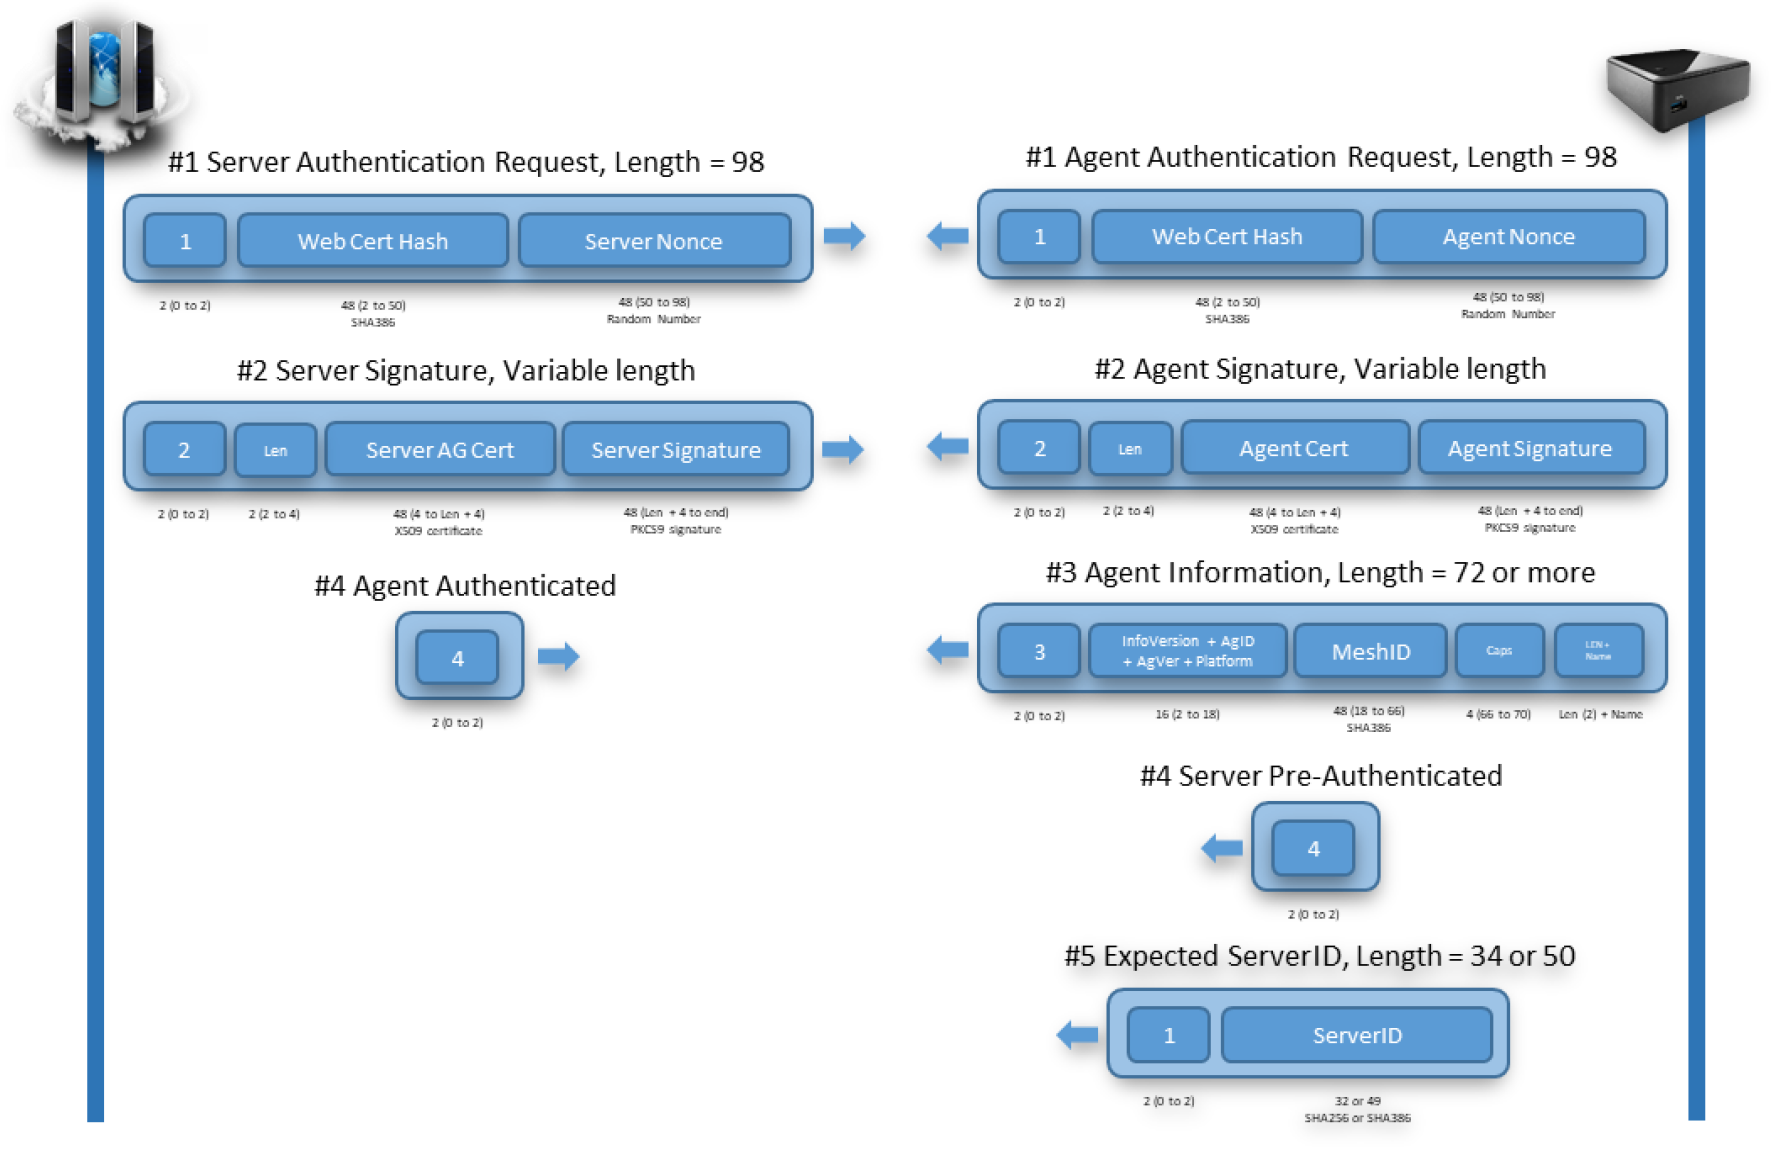 #1 Server Authentication Request, Length = 98
1
Web Cert Hash
Server Nonce
2 (0 to 2)
48 (2 to 50)
SHA386
48 (50 to 98)
Random Number
#2 Server Signature, Variable length
2
Len
Server AG Cert
Server Signature
2 (0 to 2)
2 (2 to 4)
48 (4 to Len + 4)
X509 certificate
48 (Len + 4 to end)
PKCS9 signature
#4 Agent Authenticated
4
2 (0 to 2)
#1 Agent Authentication Request, Length = 98
1
Web Cert Hash
Agent Nonce
2 (0 to 2)
48 (2 to 50)
SHA386
48 (50 to 98)
Random Number
#2 Agent Signature, Variable length
2
Len
Agent Cert
Agent Signature
2 (0 to 2)
2 (2 to 4)
48 (4 to Len + 4)
X509 certificate
48 (Len + 4 to end)
PKCS9 signature
#3 Agent Information, Length = 72 or more
3
InfoVersion + AgID
+ AgVer + Platform
MeshID
Caps
LEN +
Name
2 (0 to 2)
16 (2 to 18)
48 (18 to 66)
SHA386
4 (66 to 70)
Len (2) + Name
#4 Server Pre-Authenticated
4
2 (0 to 2)
#5 Expected ServerID, Length = 34 or 50
1
ServerID
2 (0 to 2)
32 or 49
SHA256 or SHA386